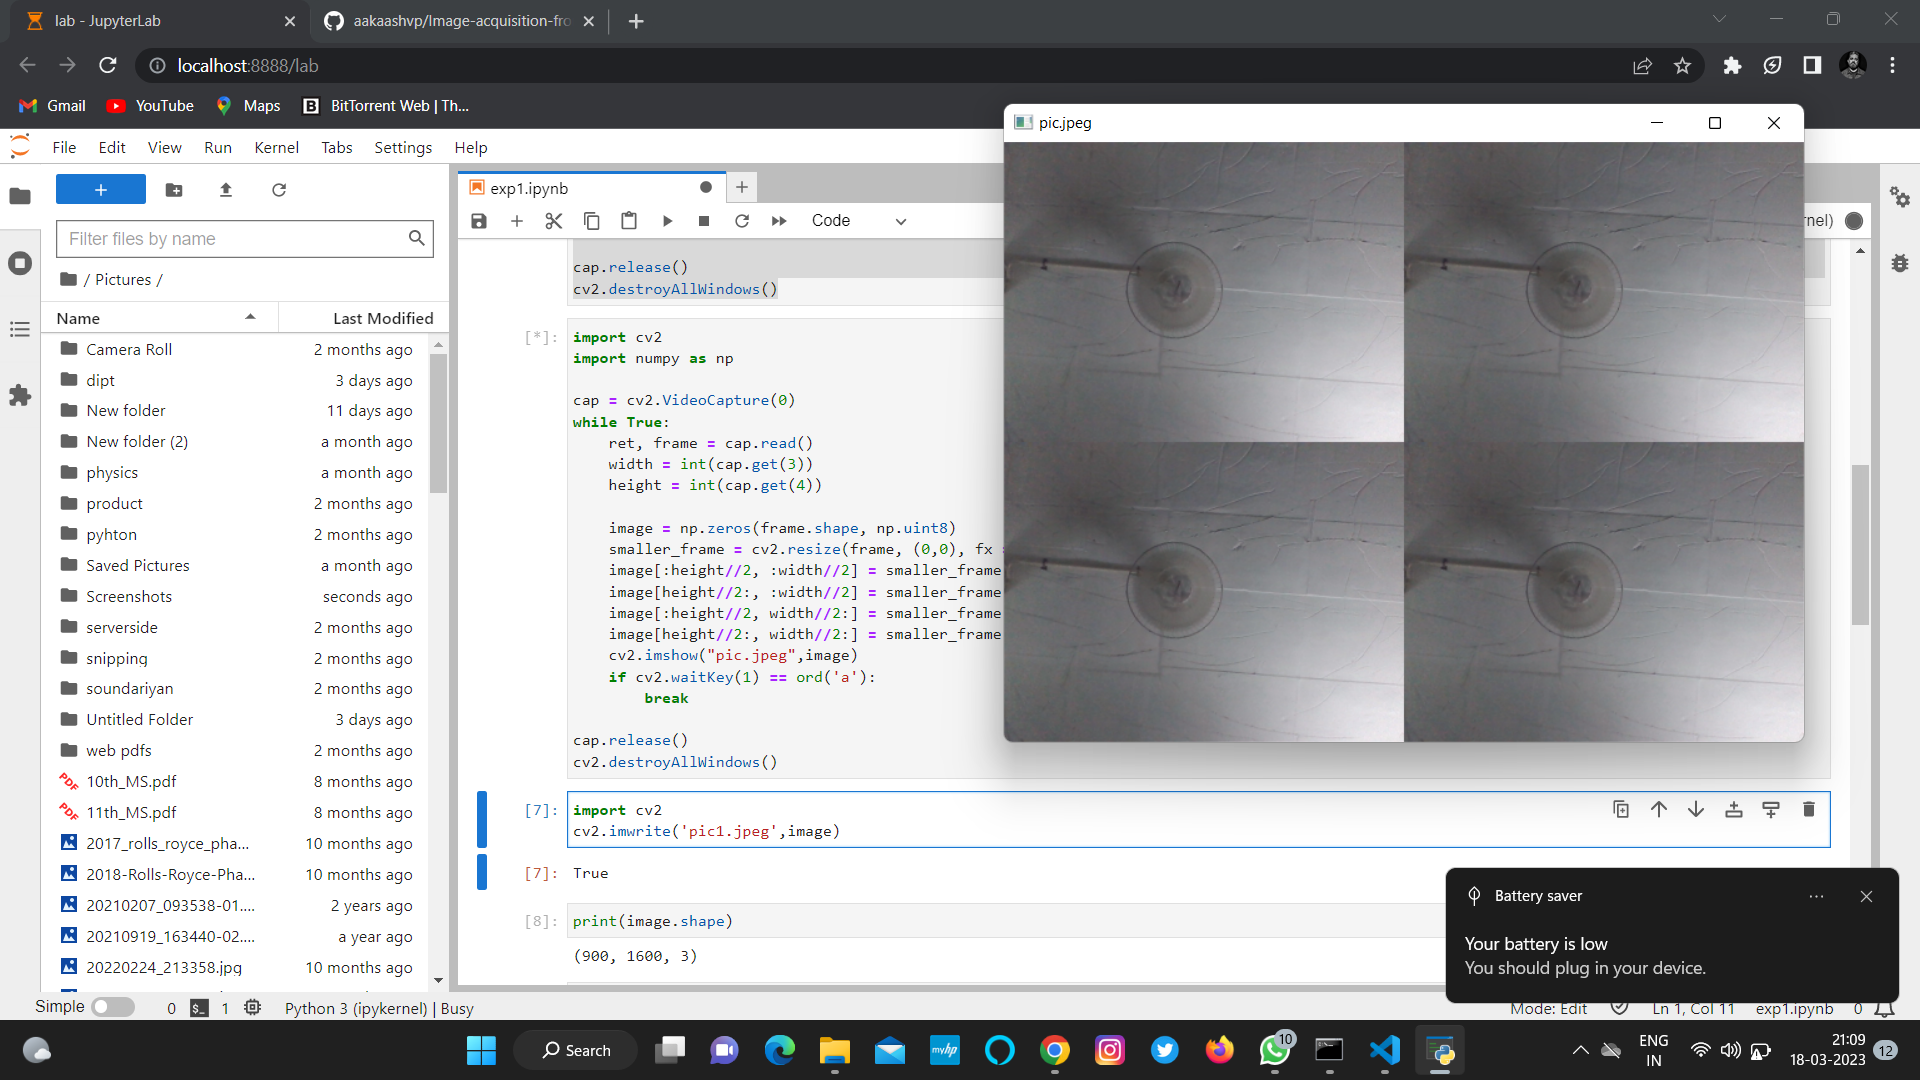 lab - JupyterLab
aakaashvp/Image-acquisition-fro
localhost:8888/lab
Gmail
YouTube
Maps
BitTorrent Web | Th...
pic.jpeg
File
Edit
View
Run
Kernel
Tabs
Settings
Help
exp1.ipynb
Code
nel)
Filter files by name
/ Pictures /
Name
Last Modified
Camera Roll 2 months ago
dipt 3 days ago
New folder 11 days ago
New folder (2) a month ago
physics a month ago
product 2 months ago
pyhton 2 months ago
Saved Pictures a month ago
Screenshots seconds ago
serverside 2 months ago
snipping 2 months ago
soundariyan 2 months ago
Untitled Folder 3 days ago
web pdfs 2 months ago
10th_MS.pdf 8 months ago
11th_MS.pdf 8 months ago
2017_rolls_royce_pha... 10 months ago
2018-Rolls-Royce-Pha... 10 months ago
20210207_093538-01.... 2 years ago
20210919_163440-02.... a year ago
20220224_213358.jpg 10 months ago
cap.release()
cv2.destroyAllWindows()
[*]:
import cv2
import numpy as np
cap = cv2.VideoCapture(0)
while True:
ret, frame = cap.read()
width = int(cap.get(3))
height = int(cap.get(4))
image = np.zeros(frame.shape, np.uint8)
smaller_frame = cv2.resize(frame, (0,0), fx
image[:height//2, :width//2] = smaller_frame
image[height//2:, :width//2] = smaller_frame
image[:height//2, width//2:] = smaller_frame
image[height//2:, width//2:] = smaller_frame
cv2.imshow("pic.jpeg",image)
if cv2.waitKey(1) == ord('a'):
break
cap.release()
cv2.destroyAllWindows()
[7]:
import cv2
cv2.imwrite('pic1.jpeg',image)
[7]:
True
[8]:
print(image.shape)
(900, 1600, 3)
Battery saver
Your battery is low
You should plug in your device.
Simple
0
1
Python 3 (ipykernel) | Busy
Mode: Edit
Ln 1, Col 11
exp1.ipynb
0
Search
myhp
10
ENG
IN
21:09
18-03-2023
12